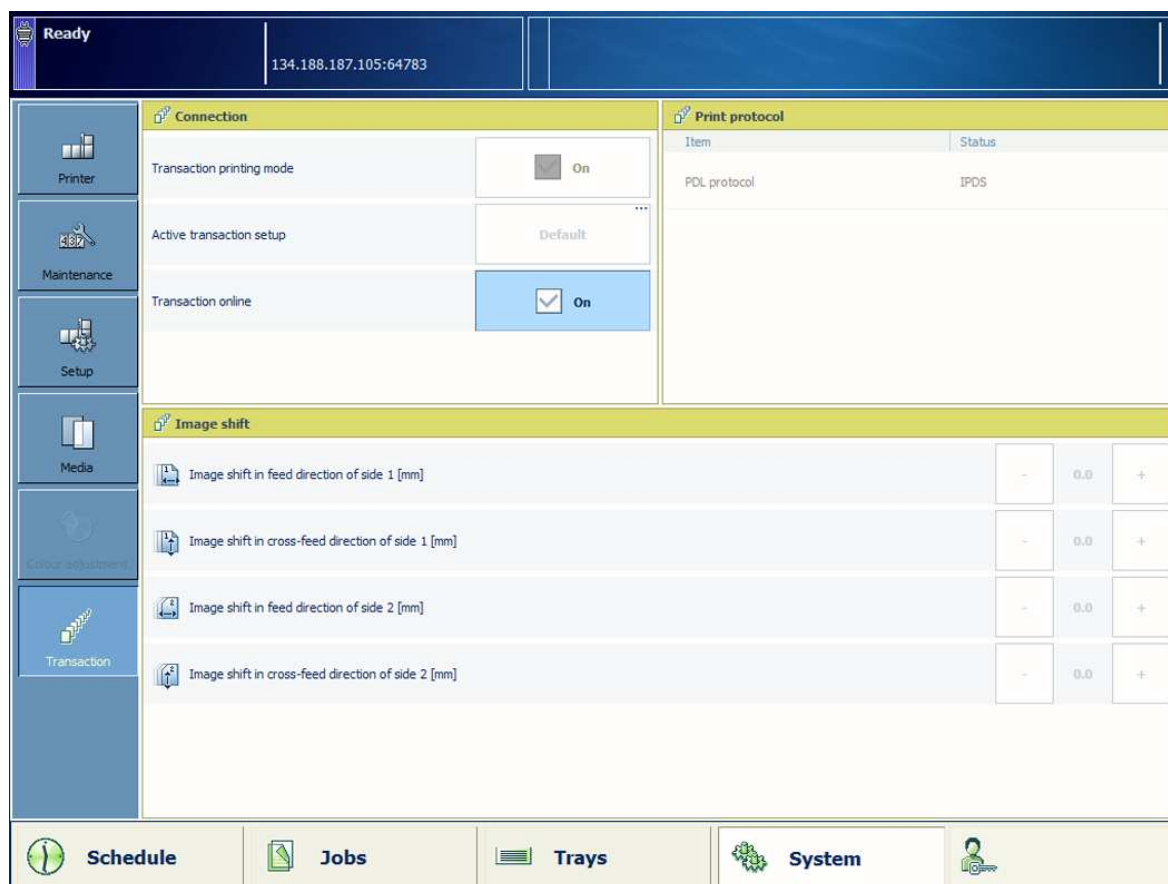 Ready
134.188.187.105:64783
Printer
Maintenance
Setup
Media
Colour adjustment
Transaction
Connection
Transaction printing mode
On
Active transaction setup
...
Default
Transaction online
On
Print protocol
Item Status
PDL protocol IPDS
Image shift
Image shift in feed direction of side 1 [mm] - 0.0 +
Image shift in cross-feed direction of side 1 [mm] - 0.0 +
Image shift in feed direction of side 2 [mm] - 0.0 +
Image shift in cross-feed direction of side 2 [mm] - 0.0 +
Schedule Jobs Trays System